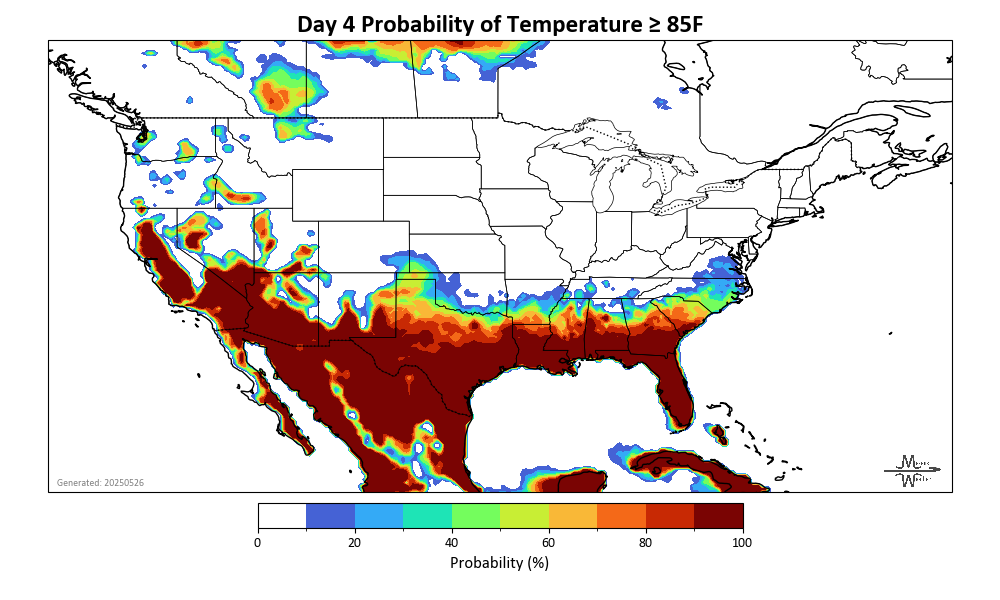 Day 4 Probability of Temperature ≥ 85F
Generated: 20250526
0 20 40 60 80 100
Probability (%)